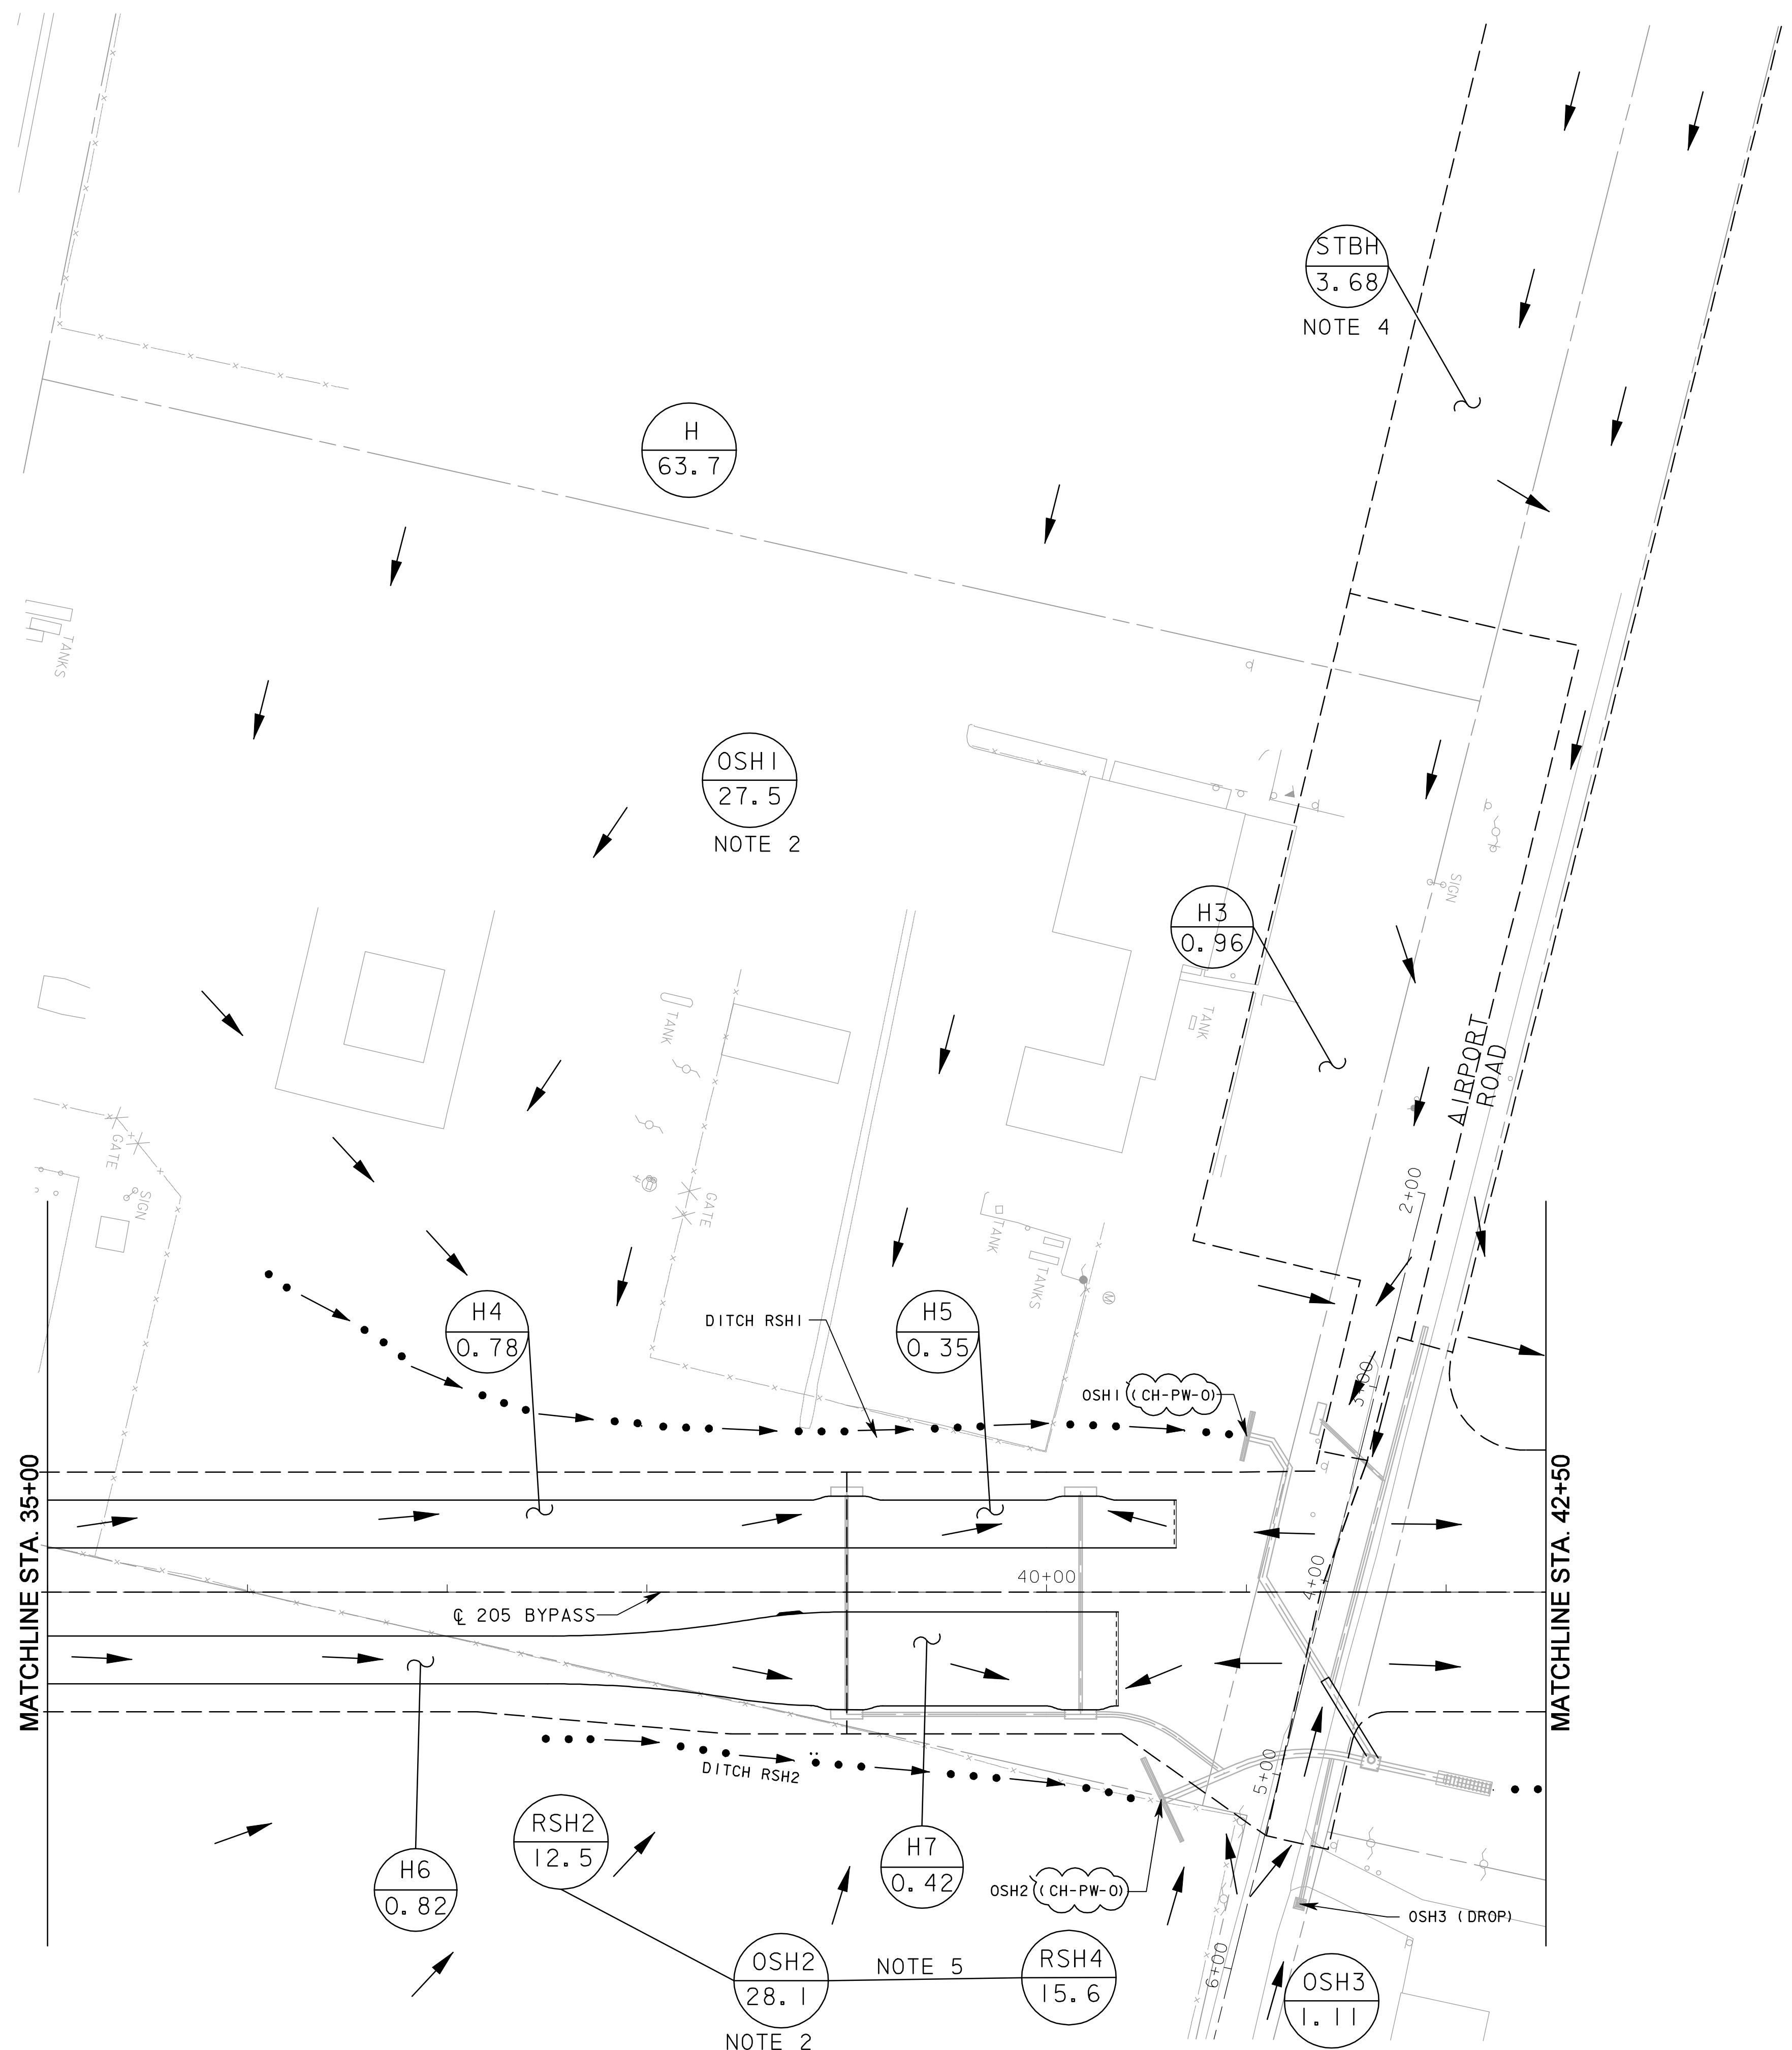 STBH
3.68
NOTE 4
H
63.7
TANKS
OSH1
27.5
NOTE 2
SIGN
H3
0.96
TANK
TANK
AIRPORT
ROAD
GATE
SIGN
GATE
2+00
TANK
TANKS
W
H4
0.78
DITCH RSH1
H5
0.35
OSH1 (CH-PW-O)
3+00
MATCHLINE STA. 35+00
MATCHLINE STA. 42+50
40+00
4+00
℄ 205 BYPASS
DITCH RSH2
5+00
RSH2
12.5
H6
0.82
H7
0.42
OSH2 (CH-PW-O)
OSH3 (DROP)
OSH2
28.1
NOTE 5
RSH4
15.6
6+00
OSH3
1.11
NOTE 2